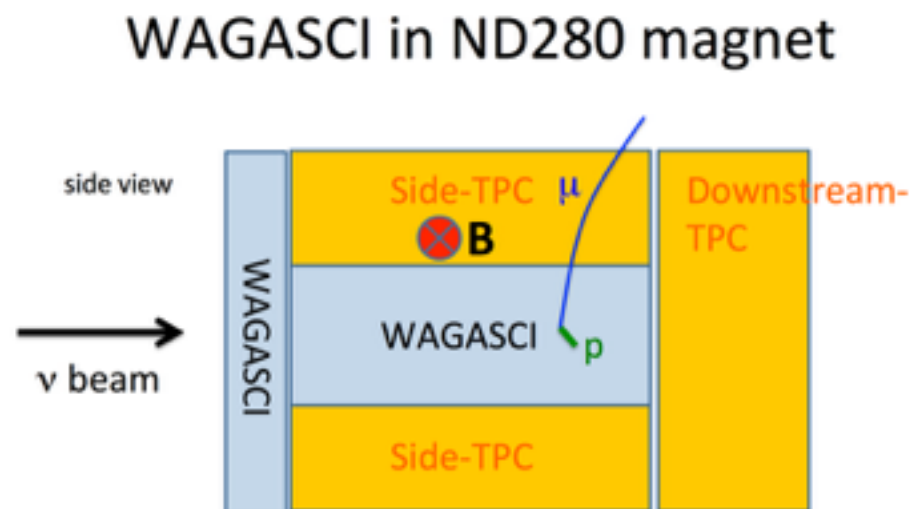 WAGASCI in ND280 magnet
side view
Side-TPC
μ
Downstream-
TPC
B
WAGASCI
WAGASCI
p
ν beam
Side-TPC